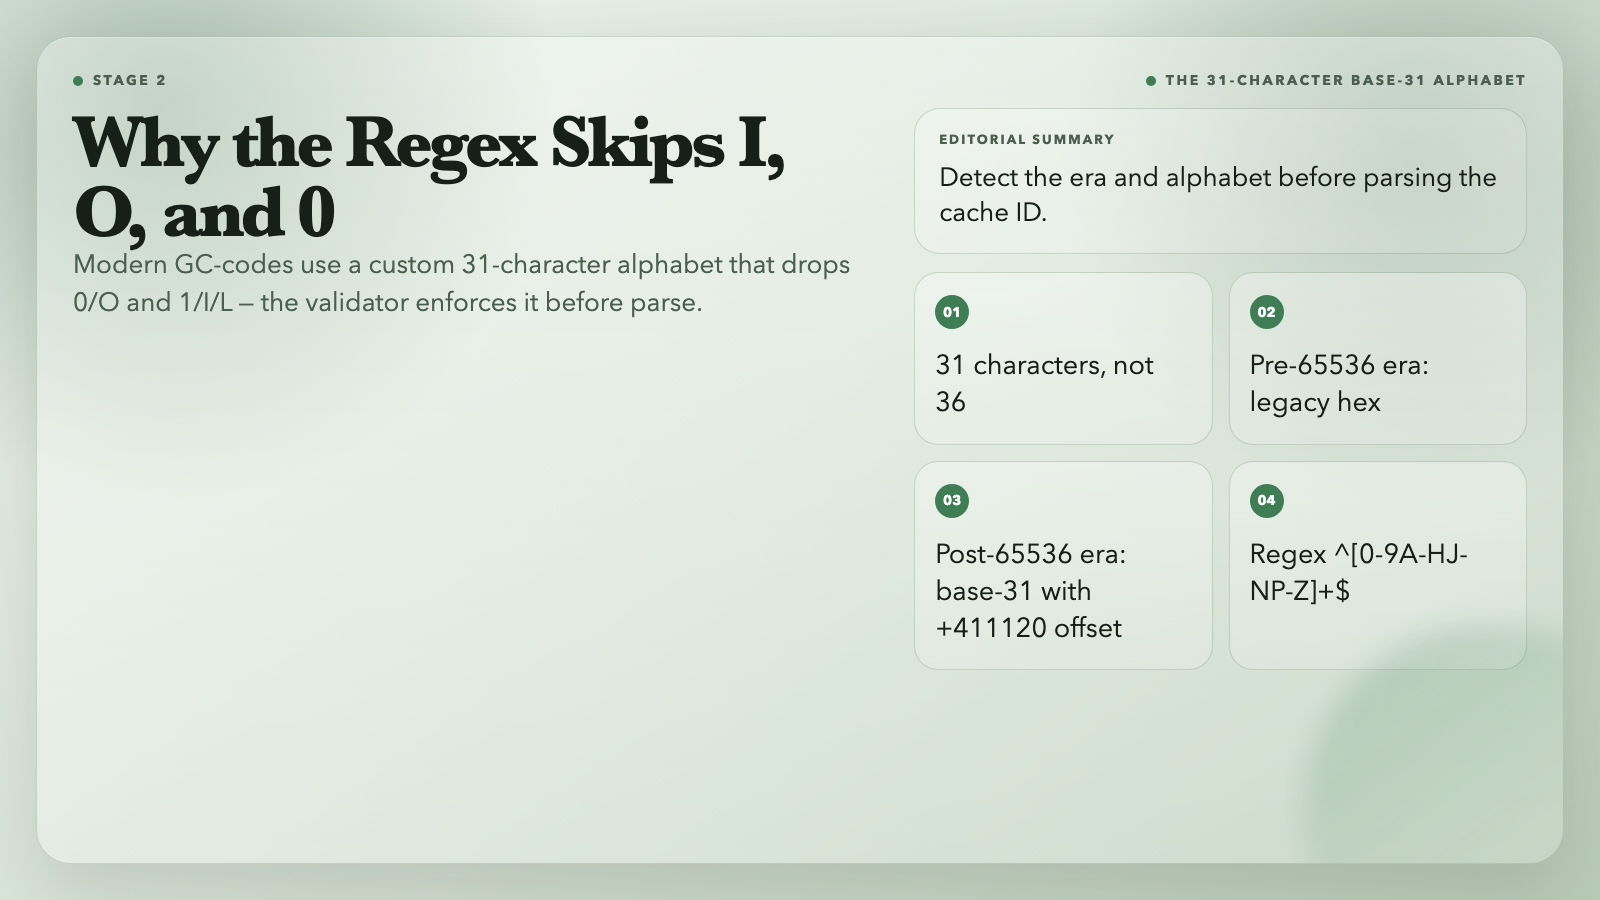 STAGE 2
Why the Regex Skips I,
O, and 0
Modern GC-codes use a custom 31-character alphabet that drops
0/O and 1/I/L – the validator enforces it before parse.
THE 31-CHARACTER BASE-31 ALPHABET
EDITORIAL SUMMARY
Detect the era and alphabet before parsing the
cache ID.
01
31 characters, not
36
02
Pre-65536 era:
legacy hex
03
Post-65536 era:
base-31 with
+411120 offset
04
Regex ^[0-9A-HJ-
NP-Z]+$